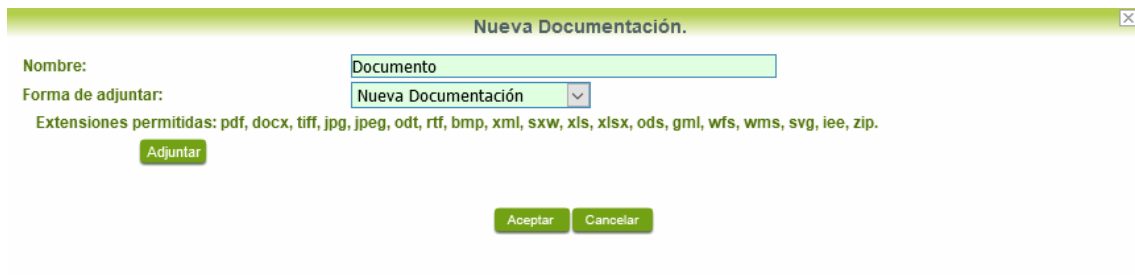 Nueva Documentación.
Nombre:
Documento
Forma de adjuntar:
Nueva Documentación
Extensiones permitidas: pdf, docx, tiff, jpg, jpeg, odt, rtf, bmp, xml, sxw, xls, xlsx, ods, gml, wfs, wms, svg, iee, zip.
Adjuntar
Aceptar Cancelar